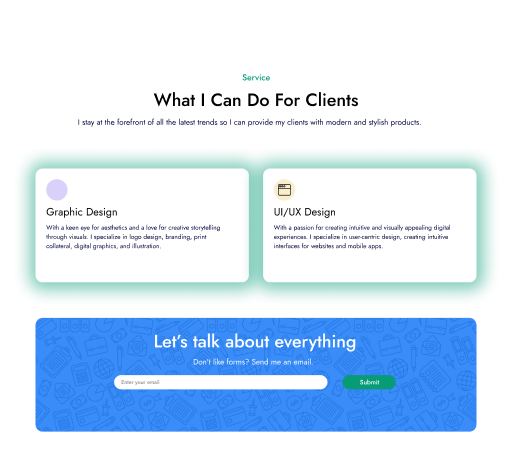 Service
What I Can Do For Clients
I stay at the forefront of all the latest trends so I can provide my clients with modern and stylish products.
Graphic Design
With a keen eye for aesthetics and a love for creative storytelling
through visuals. I specialize in logo design, branding, print
collateral, digital graphics, and illustration.
UI/UX Design
With a passion for creating intuitive and visually appealing digital
experiences. I specialize in user-centric design, creating intuitive
interfaces for websites and mobile apps.
Let's talk about everything
Don't like forms? Send me an email.
Enter your email
Submit